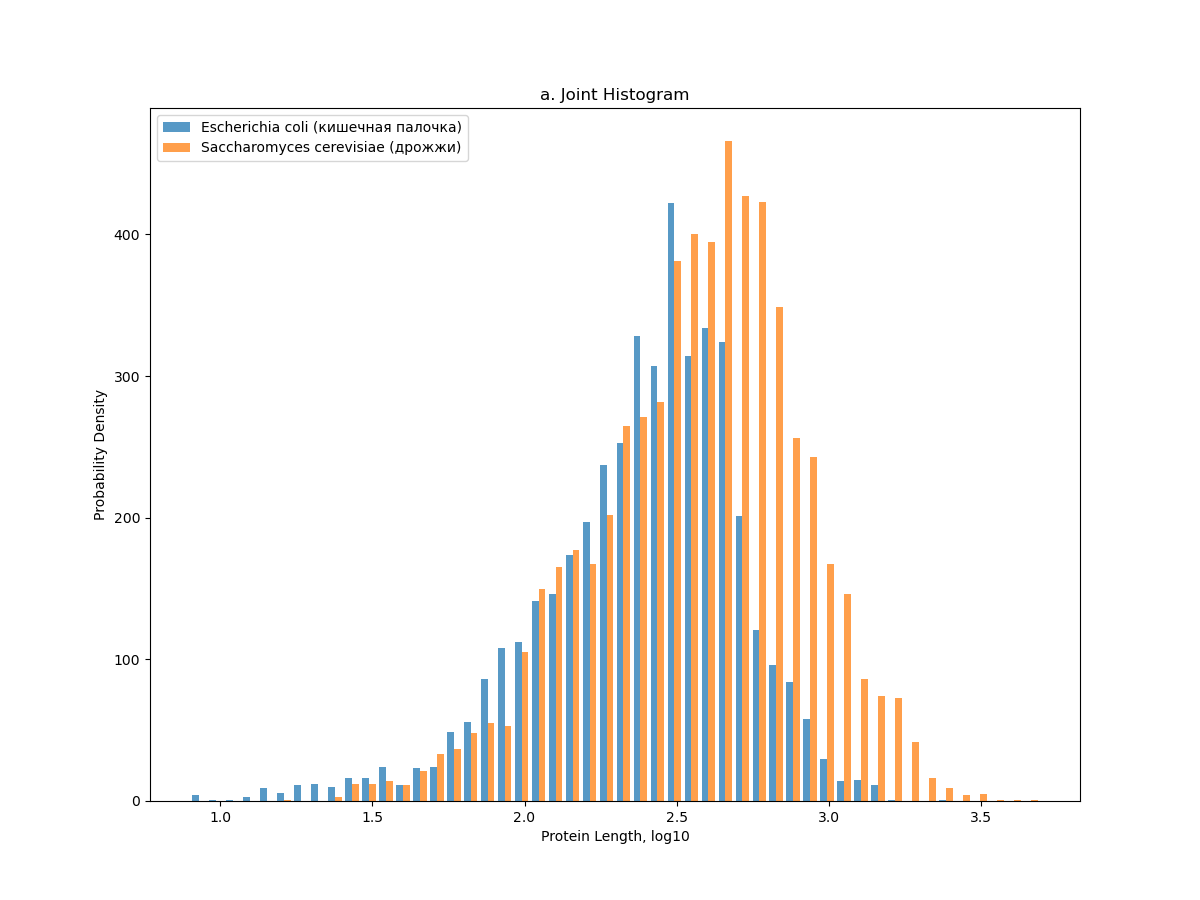 a. Joint Histogram
Escherichia coli (кишечная палочка)
Saccharomyces cerevisiae (дрожжи)
Probability Density
400
300
200
100
0
1.0 1.5 2.0 2.5 3.0 3.5
Protein Length, log10